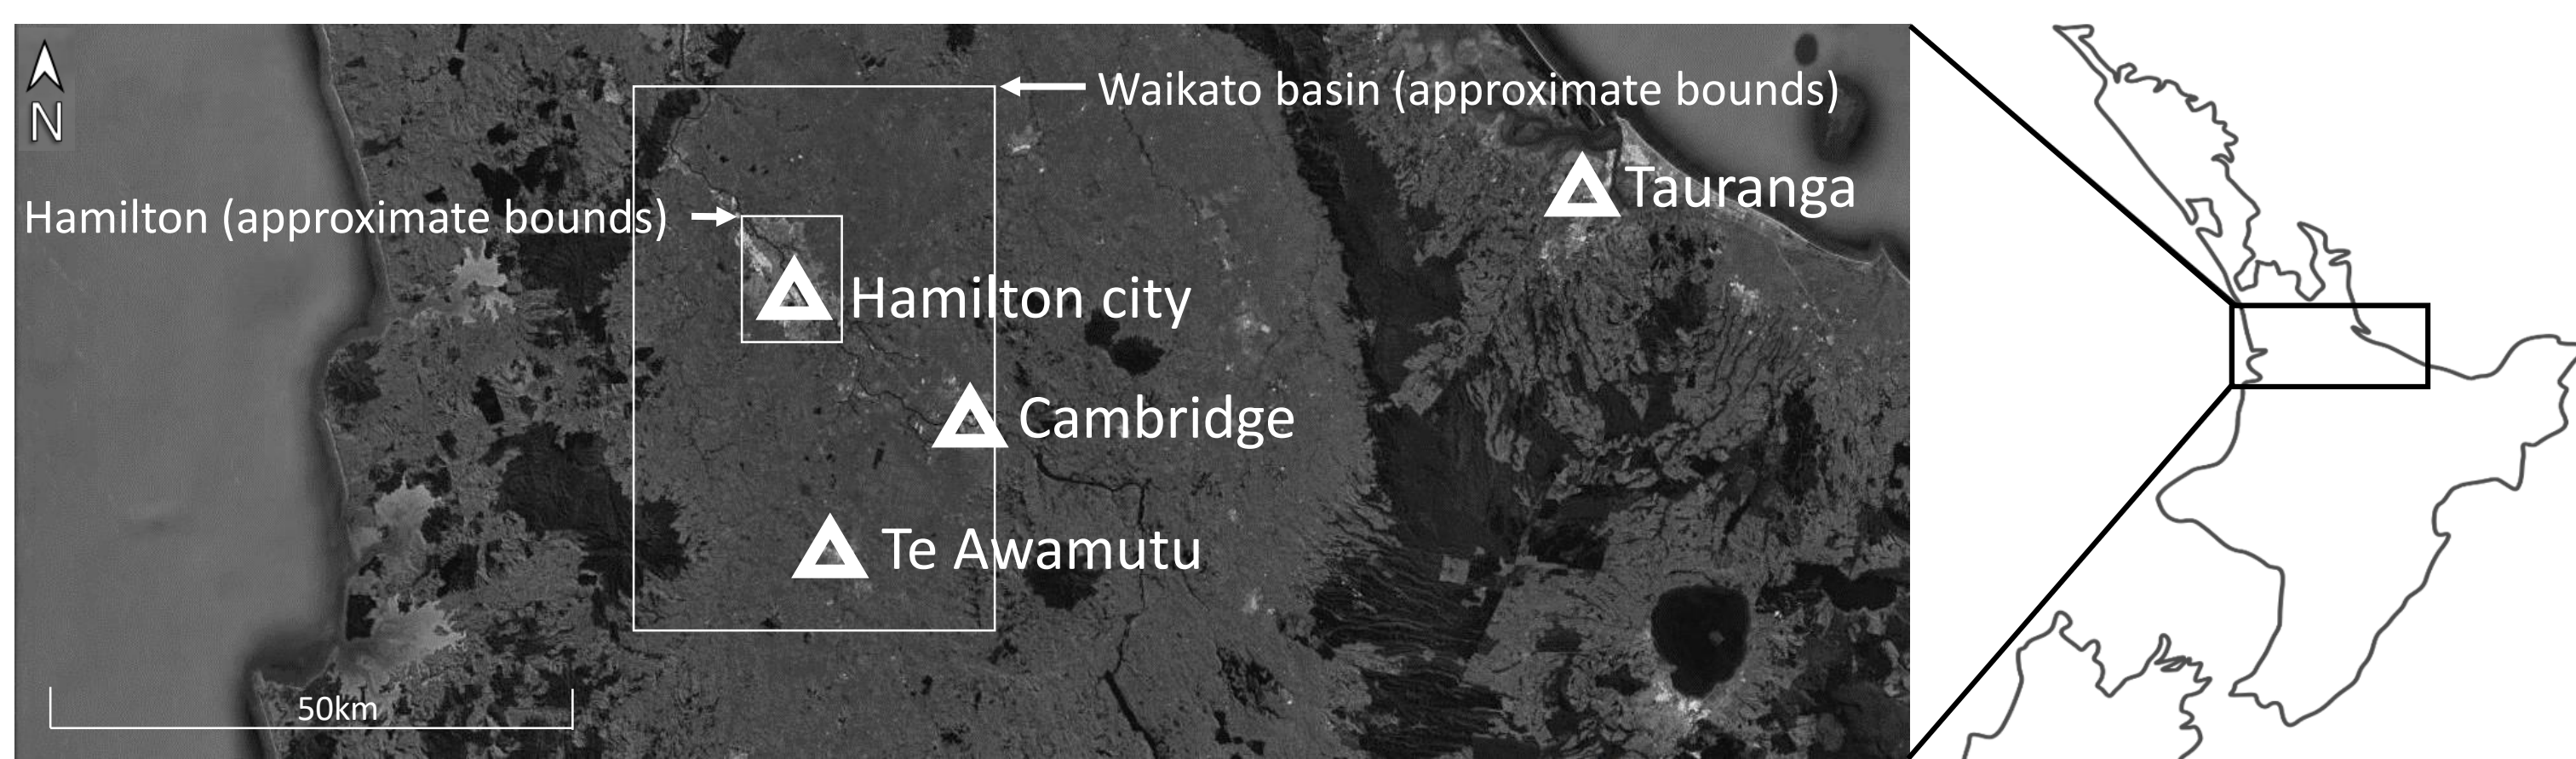 N
Waikato basin (approximate bounds)
Tauranga
Hamilton (approximate bounds)
Hamilton city
Cambridge
Te Awamutu
50km